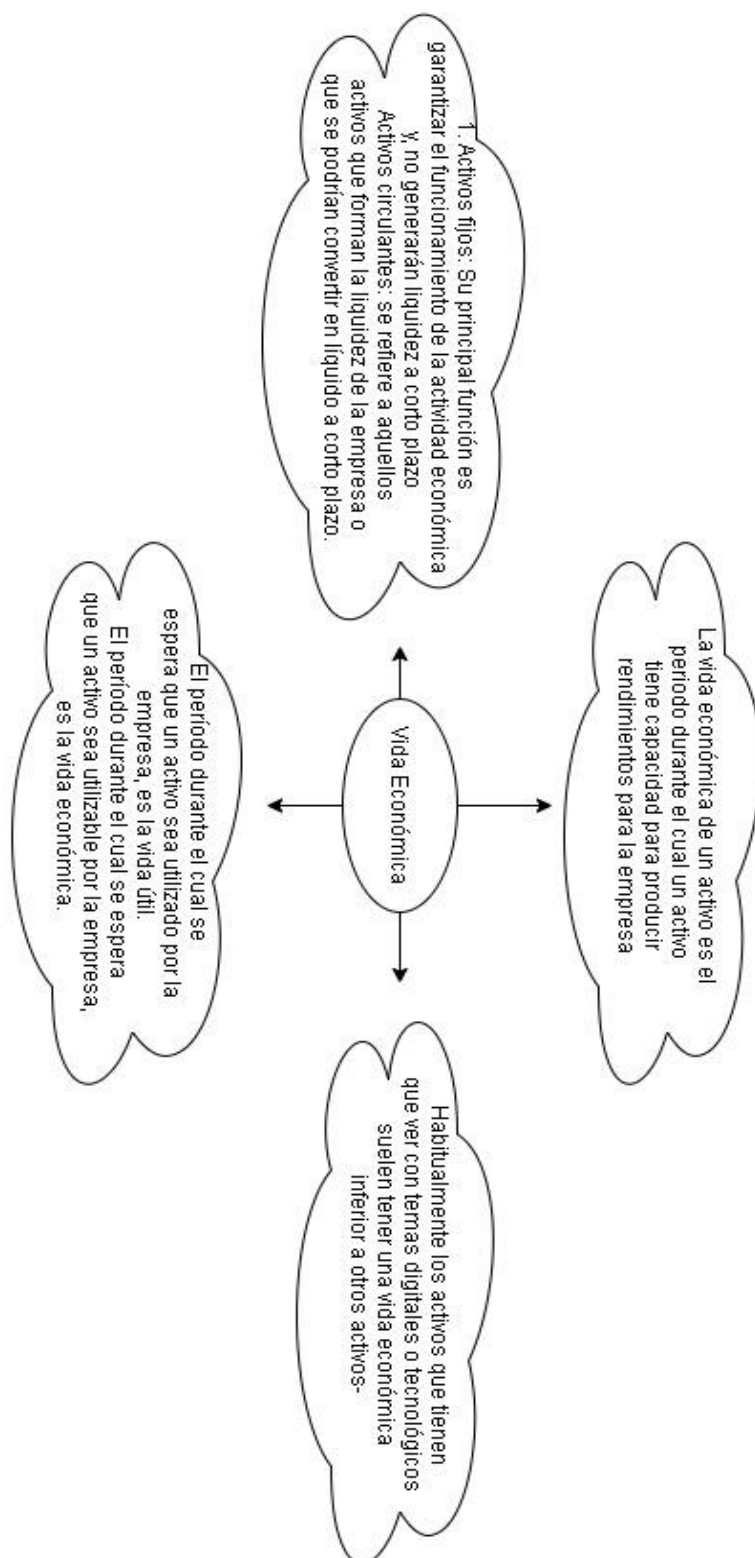 La vida económica de un activo es el
periodo durante el cual un activo
tiene capacidad para producir
rendimientos para la empresa
1. Activos fijos: Su principal función es
garantizar el funcionamiento de la actividad económica
y, no generarán liquidez a corto plazo
Activos circulantes: se refiere a aquellos
activos que forman la liquidez de la empresa o
que se podrían convertir en líquido a corto plazo.
Vida Económica
Habitualmente los activos que tienen
que ver con temas digitales o tecnológicos
suelen tener una vida económica
inferior a otros activos-
El período durante el cual se
espera que un activo sea utilizado por la
empresa, es la vida útil.
El período durante el cual se espera
que un activo sea utilizable por la empresa,
es la vida económica.